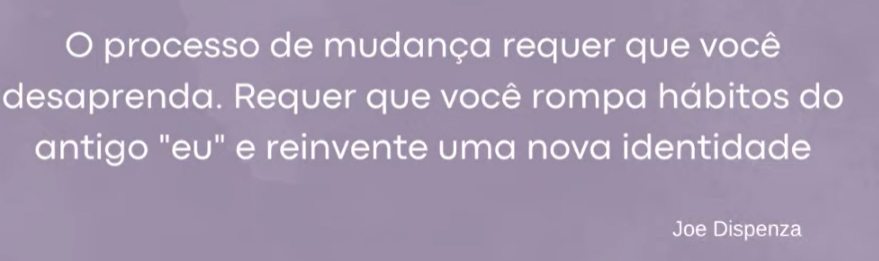 O processo de mudança requer que você
desaprenda. Requer que você rompa hábitos do
antigo "eu" e reinvente uma nova identidade
Joe Dispenza